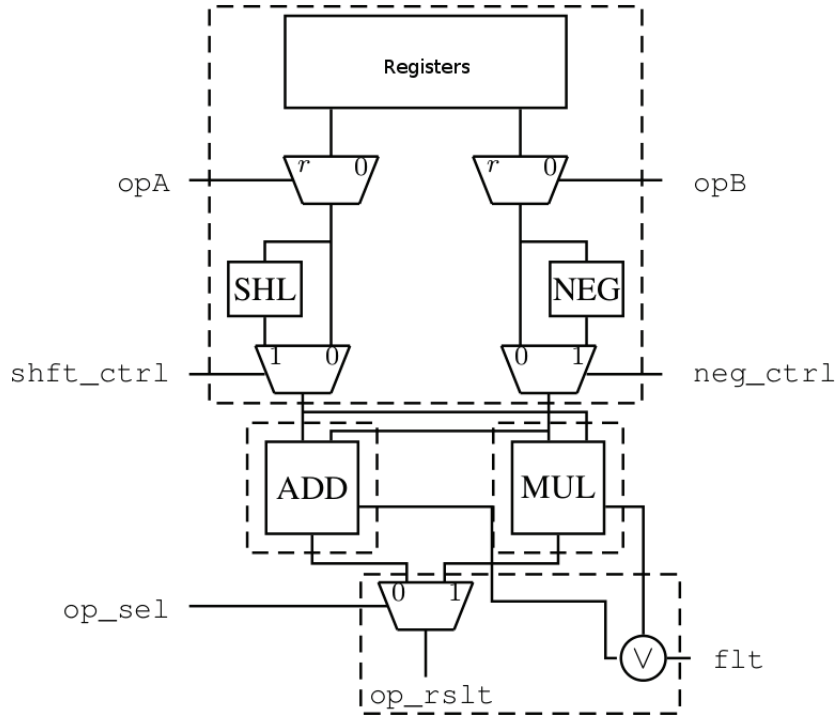 Registers
r 0 r 0
opA opB
SHL NEG
1 0 0 1
shft_ctrl neg_ctrl
ADD MUL
0 1
op_sel
∨ flt
op_rslt